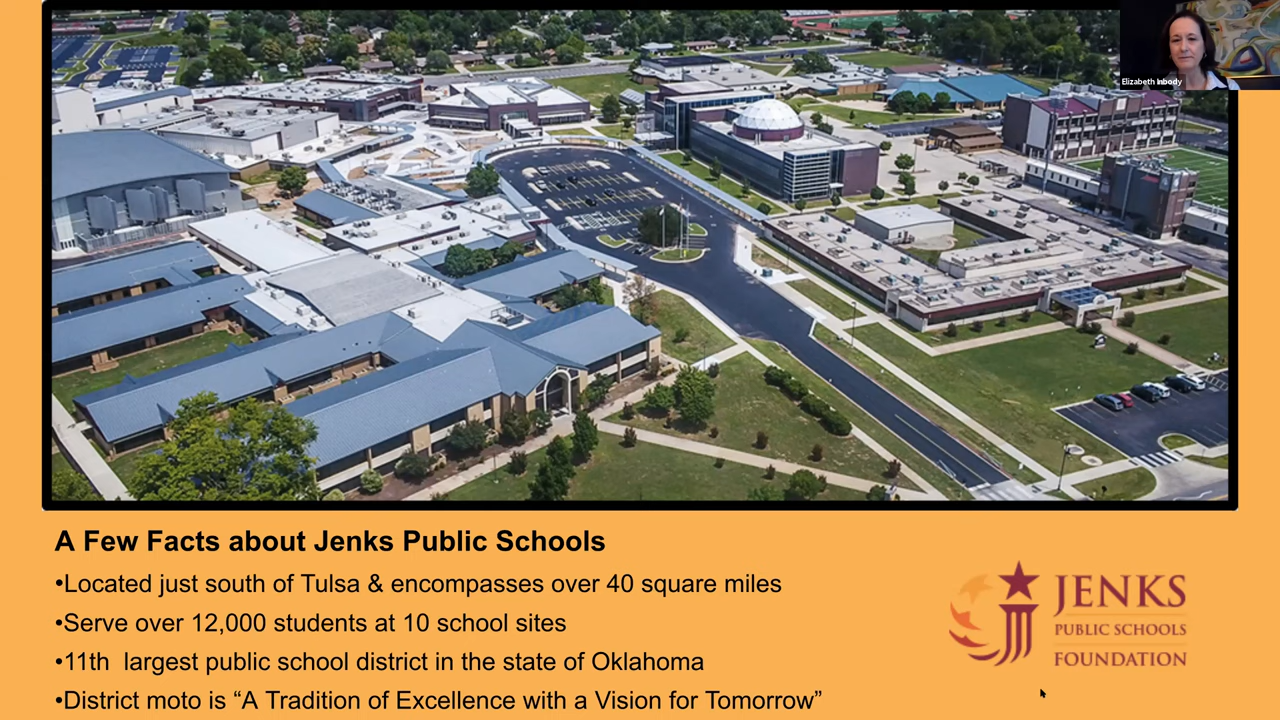 Elizabeth Inbody
A Few Facts about Jenks Public Schools
•Located just south of Tulsa & encompasses over 40 square miles
•Serve over 12,000 students at 10 school sites
•11th  largest public school district in the state of Oklahoma
•District moto is “A Tradition of Excellence with a Vision for Tomorrow”
JENKS
PUBLIC SCHOOLS
FOUNDATION